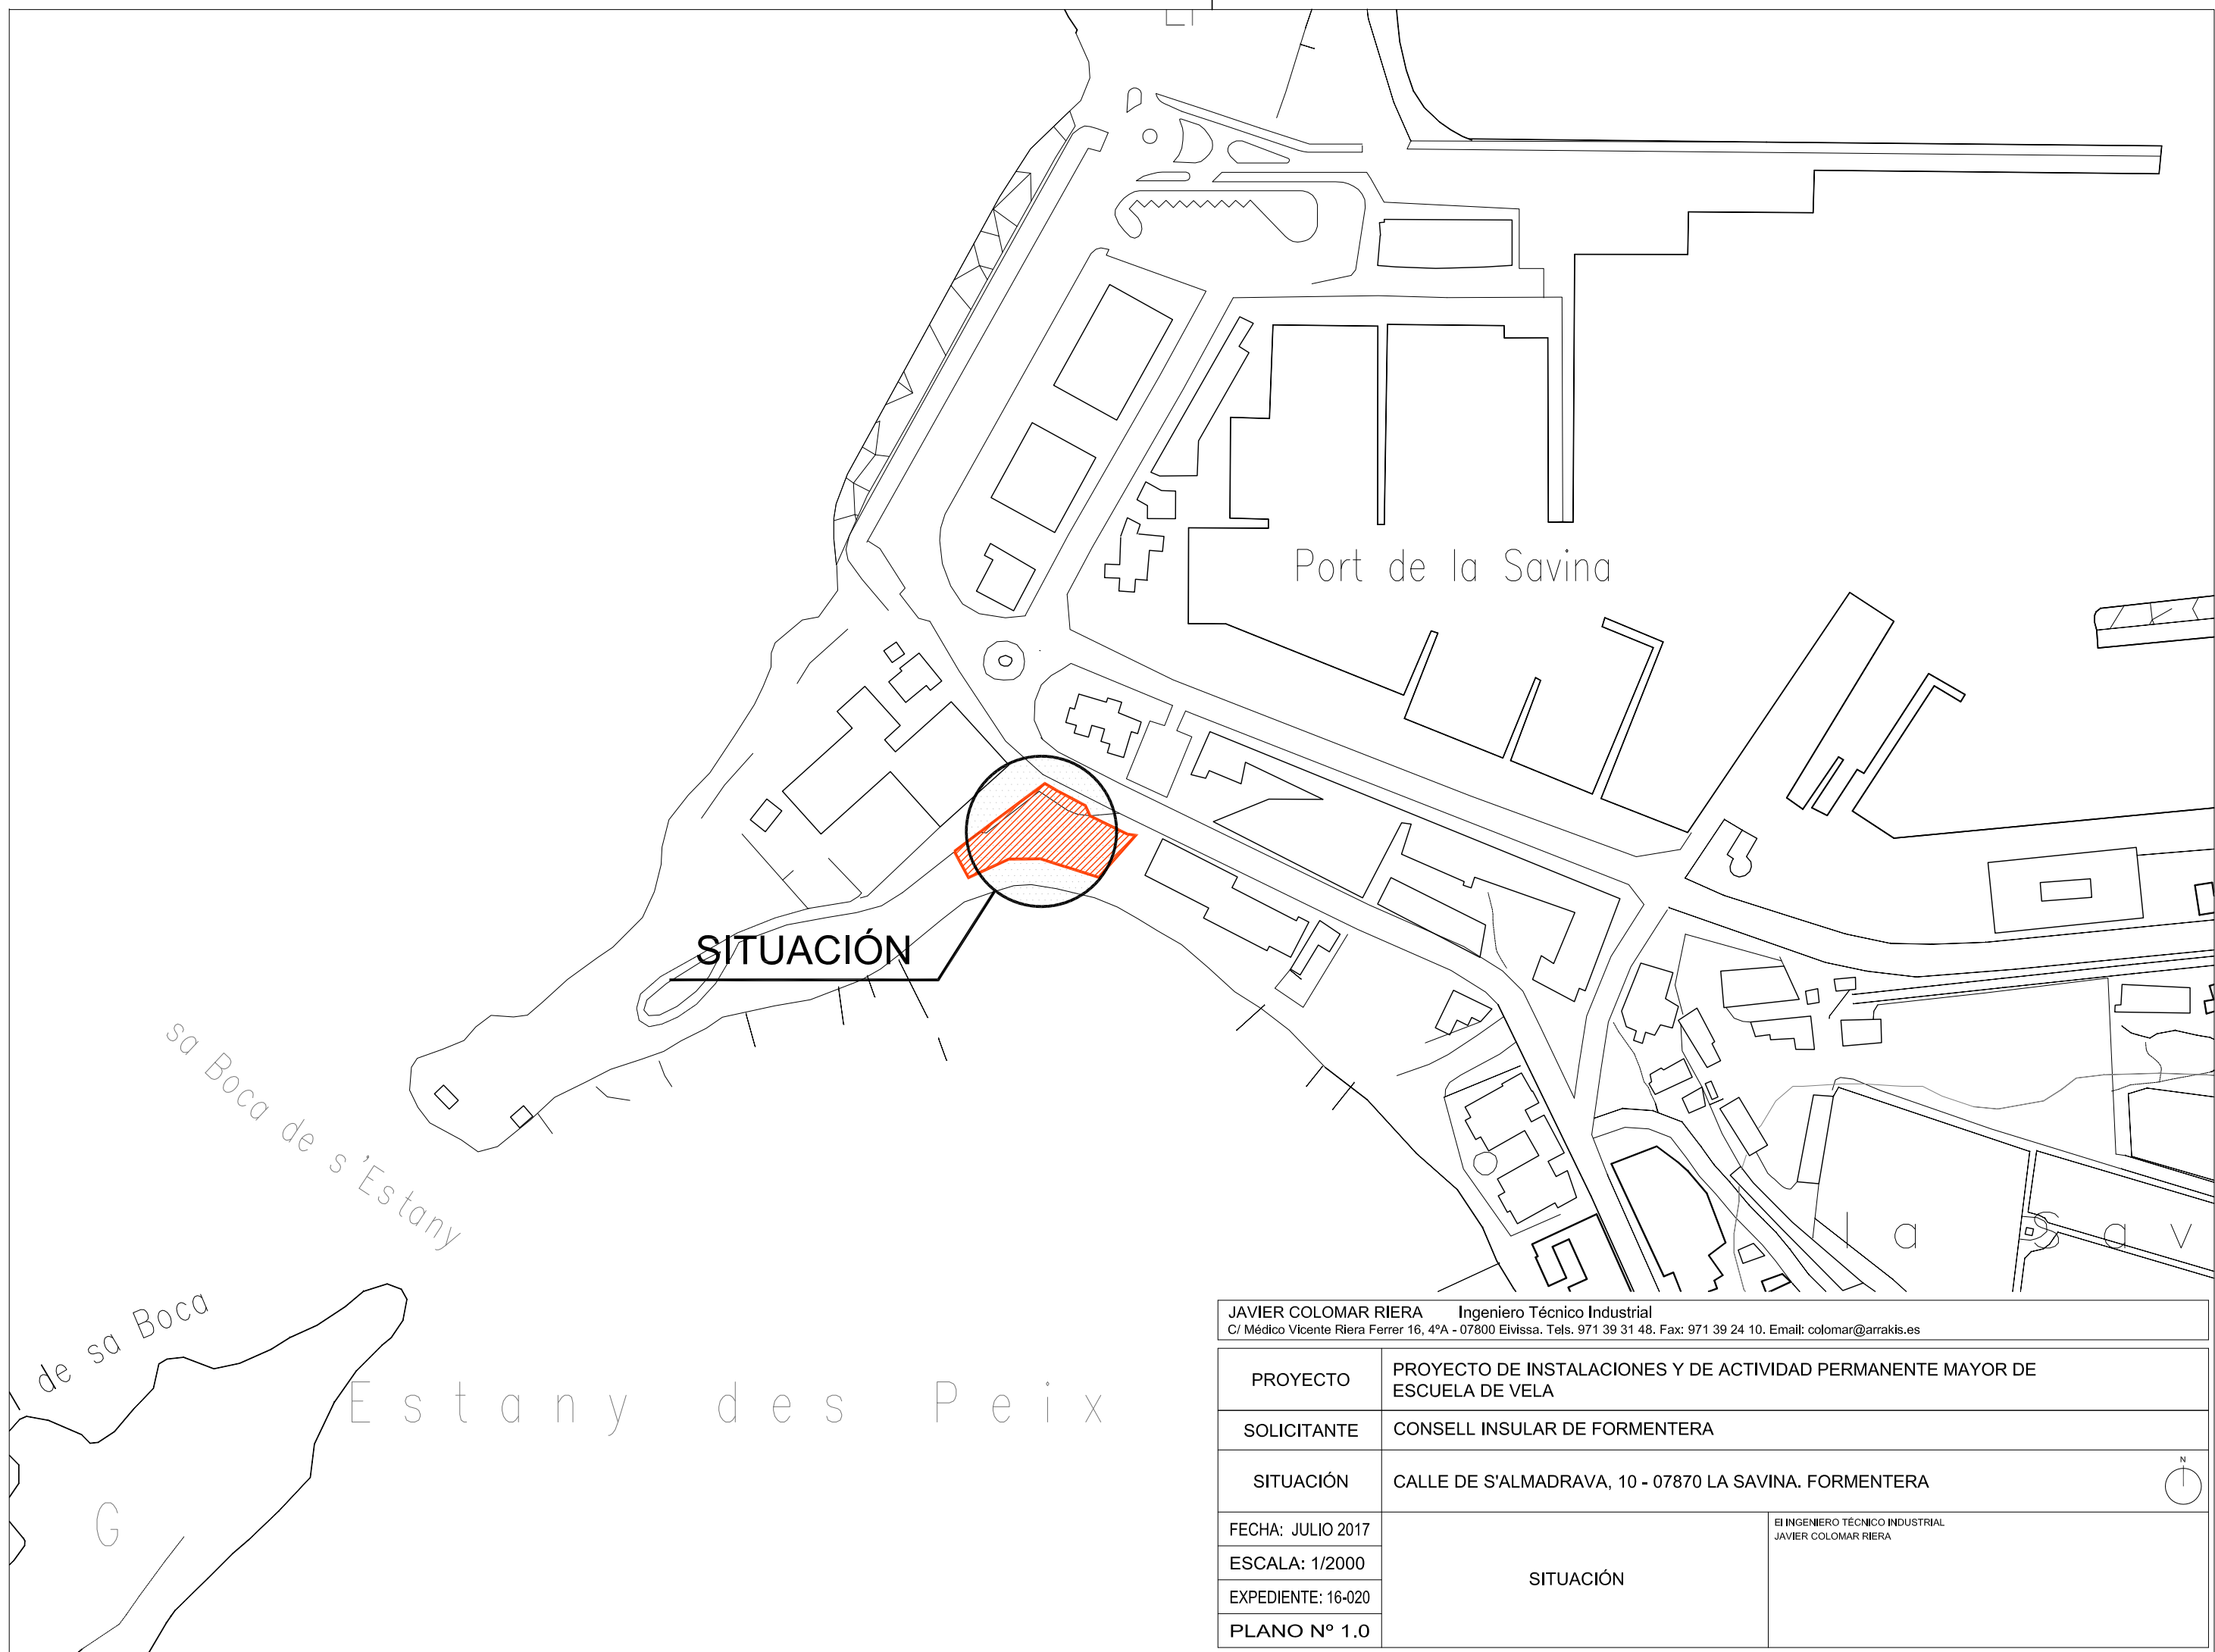 Port de la Savina
SITUACIÓN
sa Boca de s'Estany
de sa Boca
Estany des Peix
G
la Sav
JAVIER COLOMAR RIERA Ingeniero Técnico Industrial
C/ Médico Vicente Riera Ferrer 16, 4ºA - 07800 Eivissa. Tels. 971 39 31 48. Fax: 971 39 24 10. Email: colomar@arrakis.es
PROYECTO
PROYECTO DE INSTALACIONES Y DE ACTIVIDAD PERMANENTE MAYOR DE
ESCUELA DE VELA
SOLICITANTE
CONSELL INSULAR DE FORMENTERA
SITUACIÓN
CALLE DE S'ALMADRAVA, 10 - 07870 LA SAVINA. FORMENTERA
N
FECHA: JULIO 2017
ESCALA: 1/2000
EXPEDIENTE: 16-020
PLANO Nº 1.0
SITUACIÓN
El INGENIERO TÉCNICO INDUSTRIAL
JAVIER COLOMAR RIERA